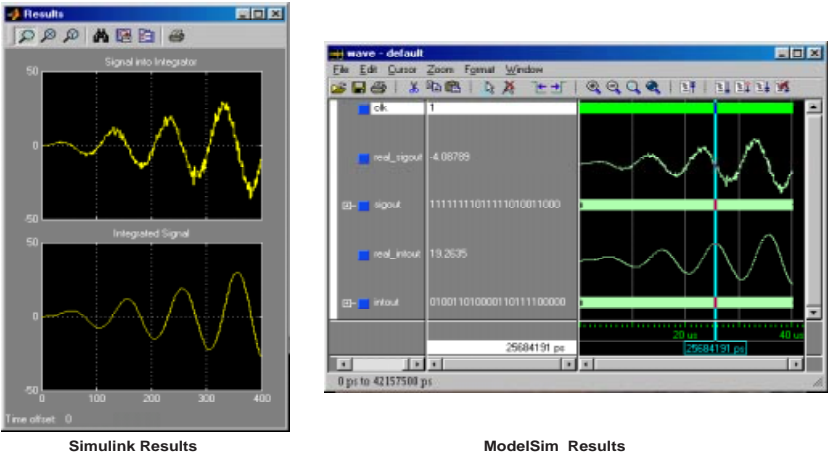 Results
Signal into Integrator
50
0
-50
Integrated Signal
50
0
-50
0 100 200 300 400
Time offset: 0
Simulink Results
wave - default
File Edit Cursor Zoom Format Window
clk 1
real_sigout -4.08789
sigout 11111111011111010011000
real_intout 19.2635
intout 01001101000011011110000
20 us 40 us
25684191 ps 25684191 ps
0 ps to 42157500 ps
ModelSim Results